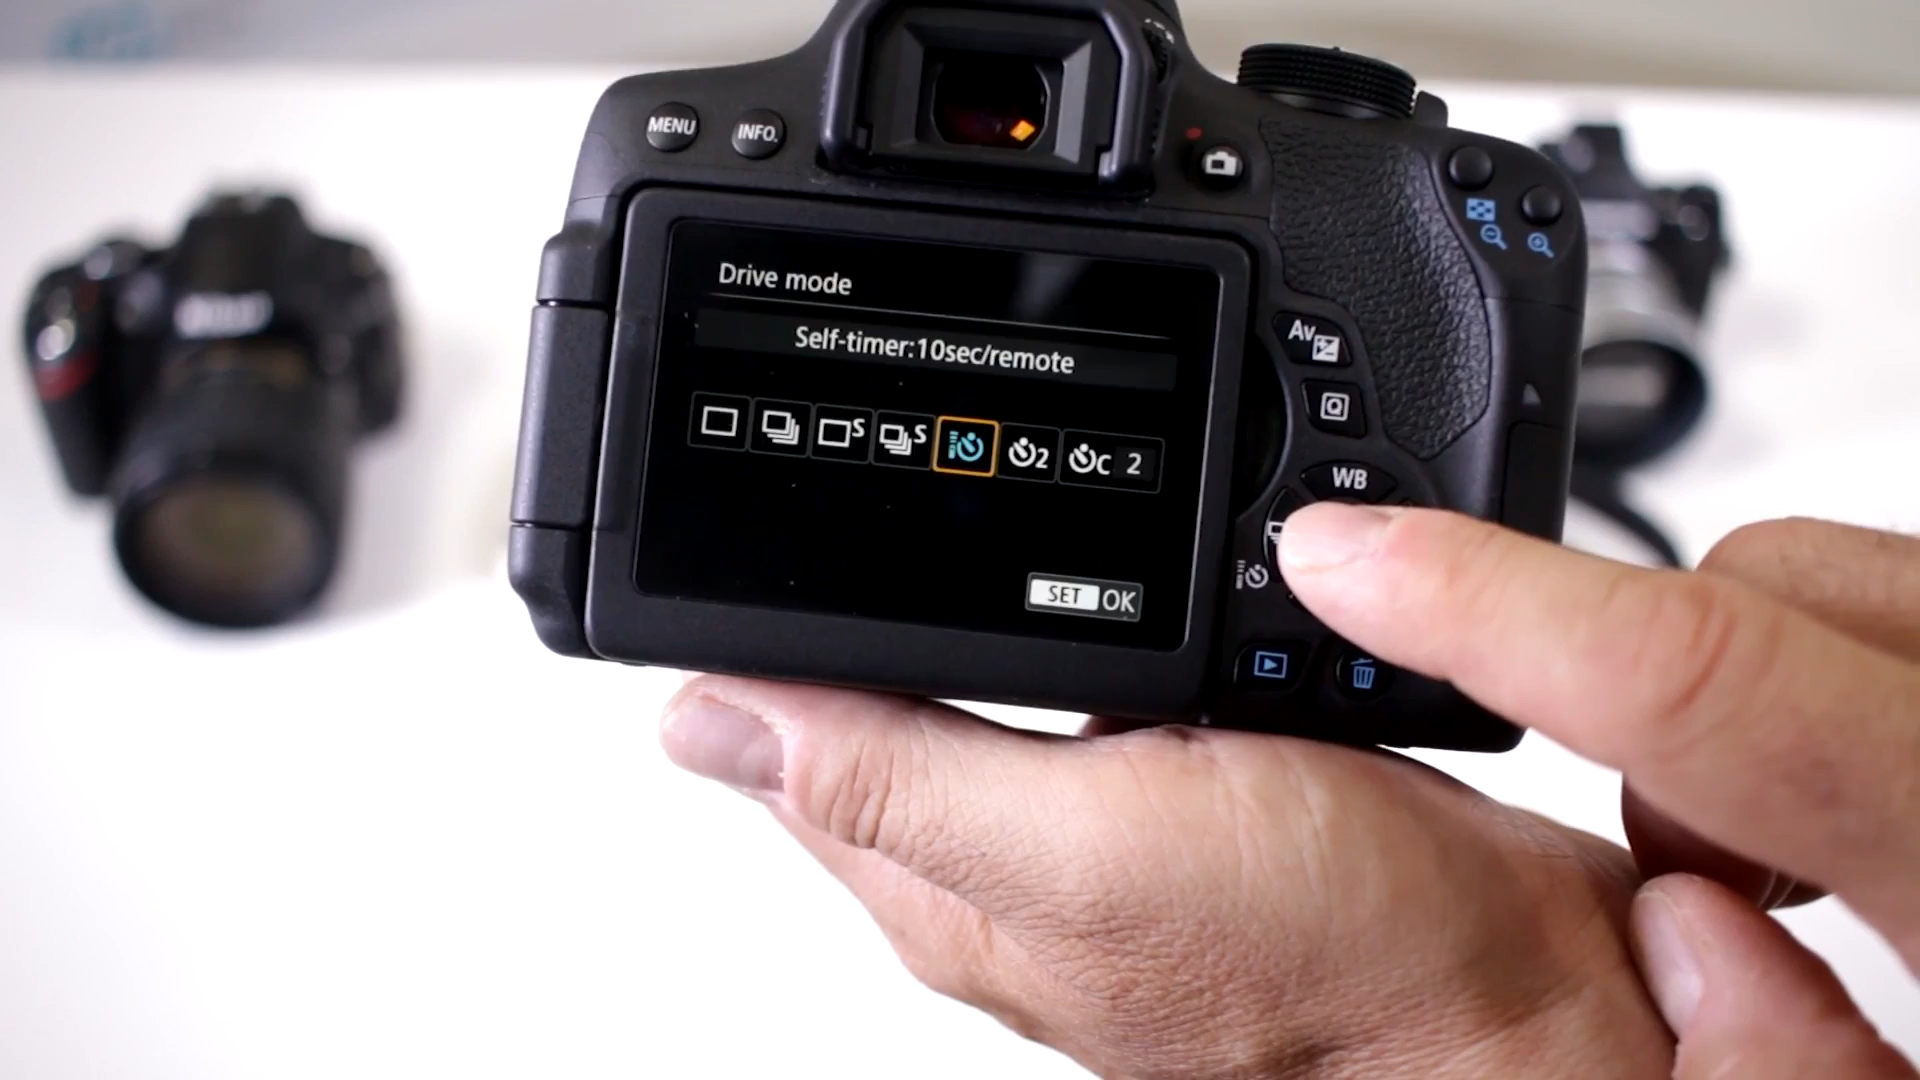 MENU
INFO.
Drive mode
Self-timer:10sec/remote
S
S
2
C 2
SET OK
Av
Q
WB